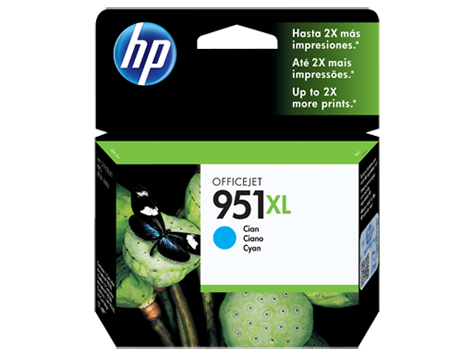 hp
Hasta 2X más
impresiones.*
Até 2X mais
impressões.*
Up to 2X
more prints.*
OFFICEJET
951XL
Cian
Ciano
Cyan